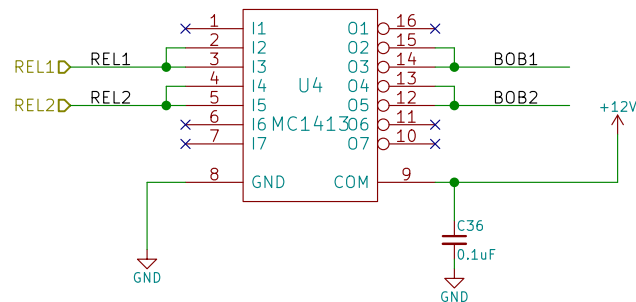 1 I1 O1 16
2 I2 O2 15
REL1 REL1 3 I3 O3 14 BOB1
4 I4 U4 O4 13
REL2 REL2 5 I5 O5 12 BOB2
6 I6 MC1413 O6 11
7 I7 O7 10
+12V
8 GND COM 9
C36
0.1uF
GND
GND